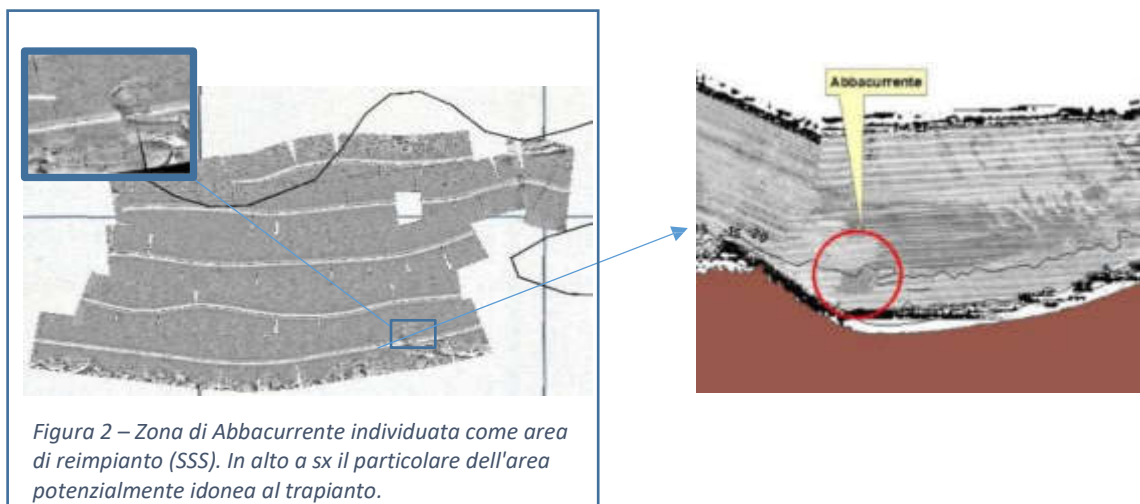 Abbacurrente
Figura 2 – Zona di Abbacurrente individuata come area
di reimpianto (SSS). In alto a sx il particolare dell'area
potenzialmente idonea al trapianto.